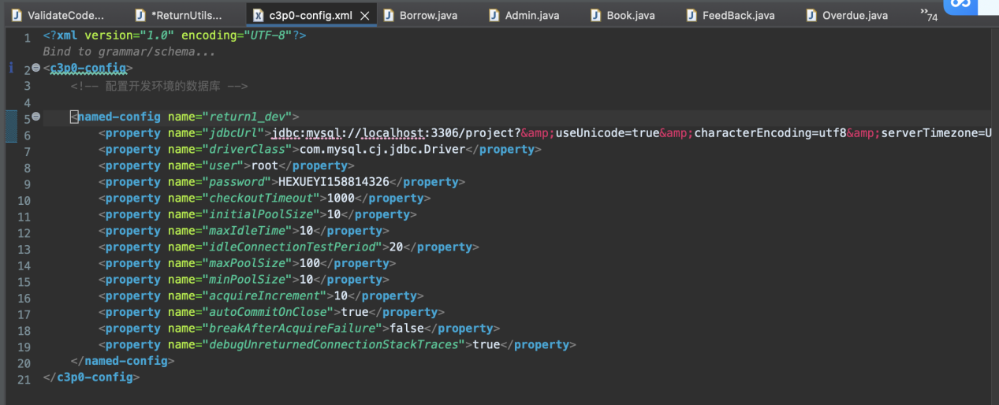 ValidateCode... *ReturnUtils... c3p0-config.xml Borrow.java Admin.java Book.java FeedBack.java Overdue.java »74
1 <?xml version="1.0" encoding="UTF-8"?>
Bind to grammar/schema...
2 <c3p0-config>
3 <!-- 配置开发环境的数据库 -->
4
5 <named-config name="return1_dev">
6 <property name="jdbcUrl">jdbc:mysql://localhost:3306/project?&amp;useUnicode=true&amp;characterEncoding=utf8&amp;serverTimezone=U
7 <property name="driverClass">com.mysql.cj.jdbc.Driver</property>
8 <property name="user">root</property>
9 <property name="password">HEXUEYI158814326</property>
10 <property name="checkoutTimeout">1000</property>
11 <property name="initialPoolSize">10</property>
12 <property name="maxIdleTime">10</property>
13 <property name="idleConnectionTestPeriod">20</property>
14 <property name="maxPoolSize">100</property>
15 <property name="minPoolSize">10</property>
16 <property name="acquireIncrement">10</property>
17 <property name="autoCommitOnClose">true</property>
18 <property name="breakAfterAcquireFailure">false</property>
19 <property name="debugUnreturnedConnectionStackTraces">true</property>
20 </named-config>
21 </c3p0-config>